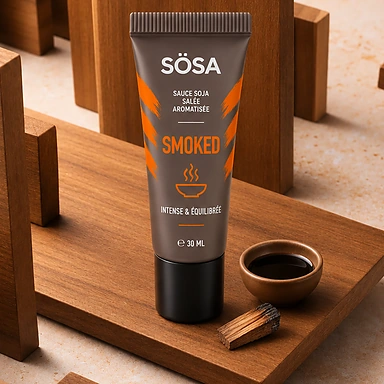 SÖSA
SAUCE SOJA
SALÉE
AROMATISÉE
SMOKED
INTENSE & ÉQUILIBRÉE
℮ 30 ML